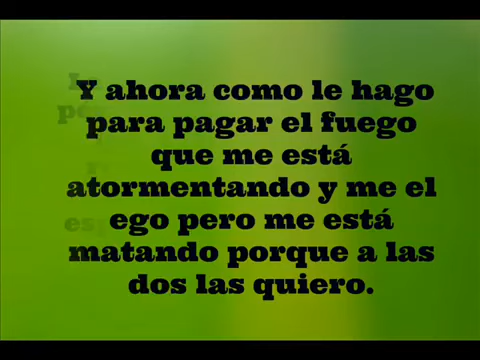 Y ahora como le hago
para pagar el fuego
que me está
atormentando y me el
ego pero me está
matando porque a las
dos las quiero.